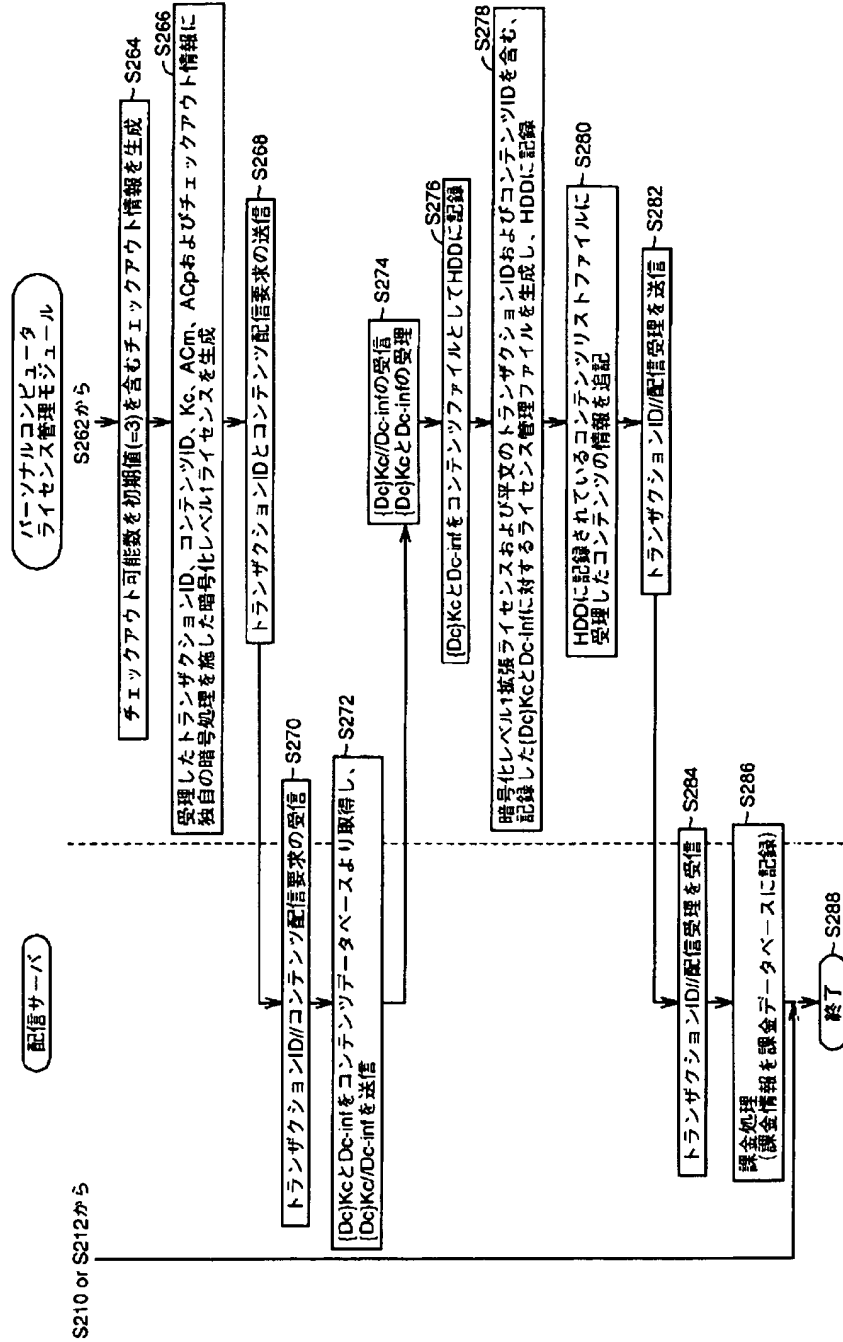 配信サーバ
パーソナルコンピュータ
ライセンス管理モジュール
S210 or S212から
S262から
S264
チェックアウト可能数を初期値(=3)を含むチェックアウト情報を生成
S266
受理したトランザクションID、コンテンツID、Kc、ACm、ACpおよびチェックアウト情報に
独自の暗号処理を施した暗号化レベル1ライセンスを生成
S268
トランザクションIDとコンテンツ配信要求の送信
S270
トランザクションID//コンテンツ配信要求の受信
S272
{Dc}KcとDc-infをコンテンツデータベースより取得し、
{Dc}Kc//Dc-infを送信
S274
{Dc}Kc//Dc-infの受信
{Dc}KcとDc-infの受理
S276
{Dc}KcとDc-infをコンテンツファイルとしてHDDに記録
S278
暗号化レベル1拡張ライセンスおよび平文のトランザクションIDおよびコンテンツIDを含む、
記録した{Dc}KcとDc-infに対するライセンス管理ファイルを生成し、HDDに記録
S280
HDDに記録されているコンテンツリストファイルに
受理したコンテンツの情報を追記
S282
トランザクションID//配信受理を送信
S284
トランザクションID//配信受理を受信
S286
課金処理
(課金情報を課金データベースに記録)
S288
終了